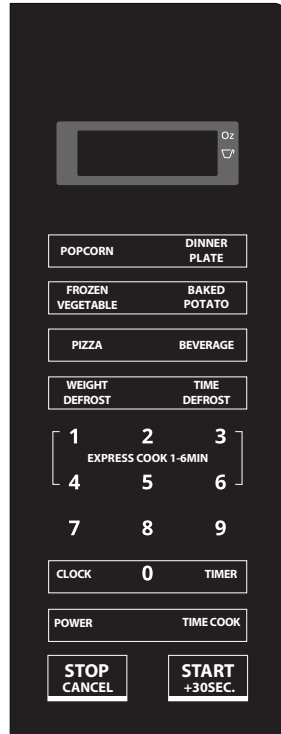 Oz
POPCORN DINNER
PLATE
FROZEN BAKED
VEGETABLE POTATO
PIZZA BEVERAGE
WEIGHT TIME
DEFROST DEFROST
1 2 3
EXPRESS COOK 1-6MIN
4 5 6
7 8 9
CLOCK 0 TIMER
POWER TIME COOK
STOP START
CANCEL +30SEC.